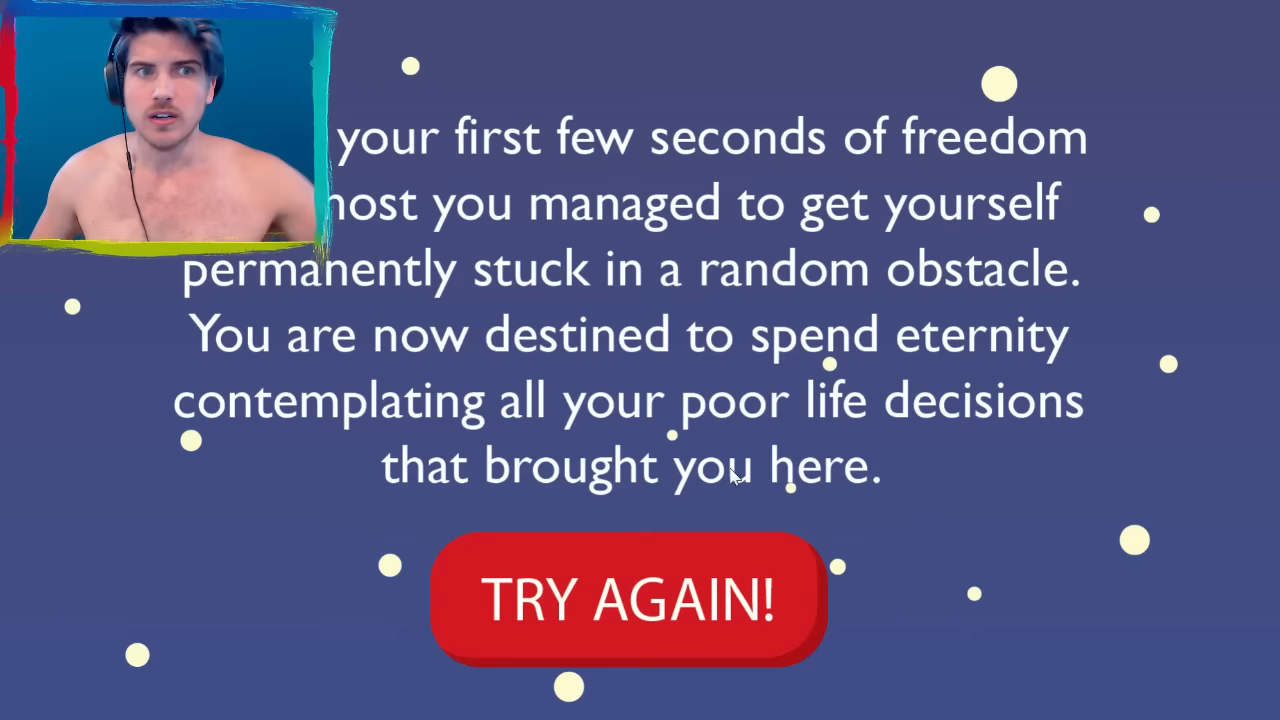 your first few seconds of freedom
you managed to get yourself
permanently stuck in a random obstacle.
You are now destined to spend eternity
contemplating all your poor life decisions
that brought you here.
TRY AGAIN!